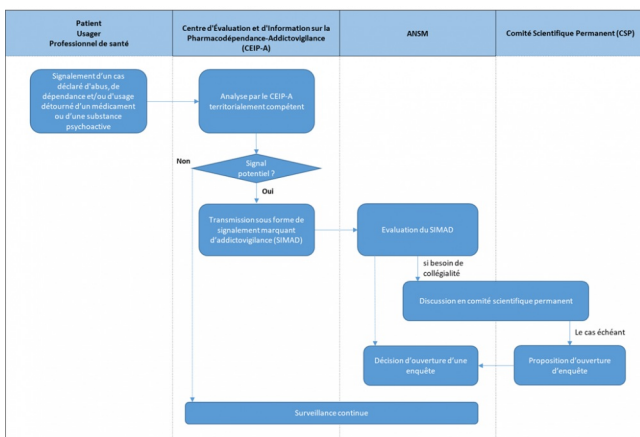 Patient
Usager
Professionnel de santé
Centre d'Évaluation et d'Information sur la
Pharmacodépendance-Addictovigilance
(CEIP-A)
ANSM
Comité Scientifique Permanent (CSP)
Signalement d'un cas
déclaré d'abus, de
dépendance et/ou d'usage
détourné d'un médicament
ou d'une substance
psychoactive
Analyse par le CEIP-A
territorialement compétent
Non
Signal
potentiel ?
Oui
Transmission sous forme de
signalement marquant
d'addictovigilance (SIMAD)
Evaluation du SIMAD
si besoin de
collégialité
Discussion en comité scientifique permanent
Le cas échéant
Décision d'ouverture d'une
enquête
Proposition d'ouverture
d'enquête
Surveillance continue